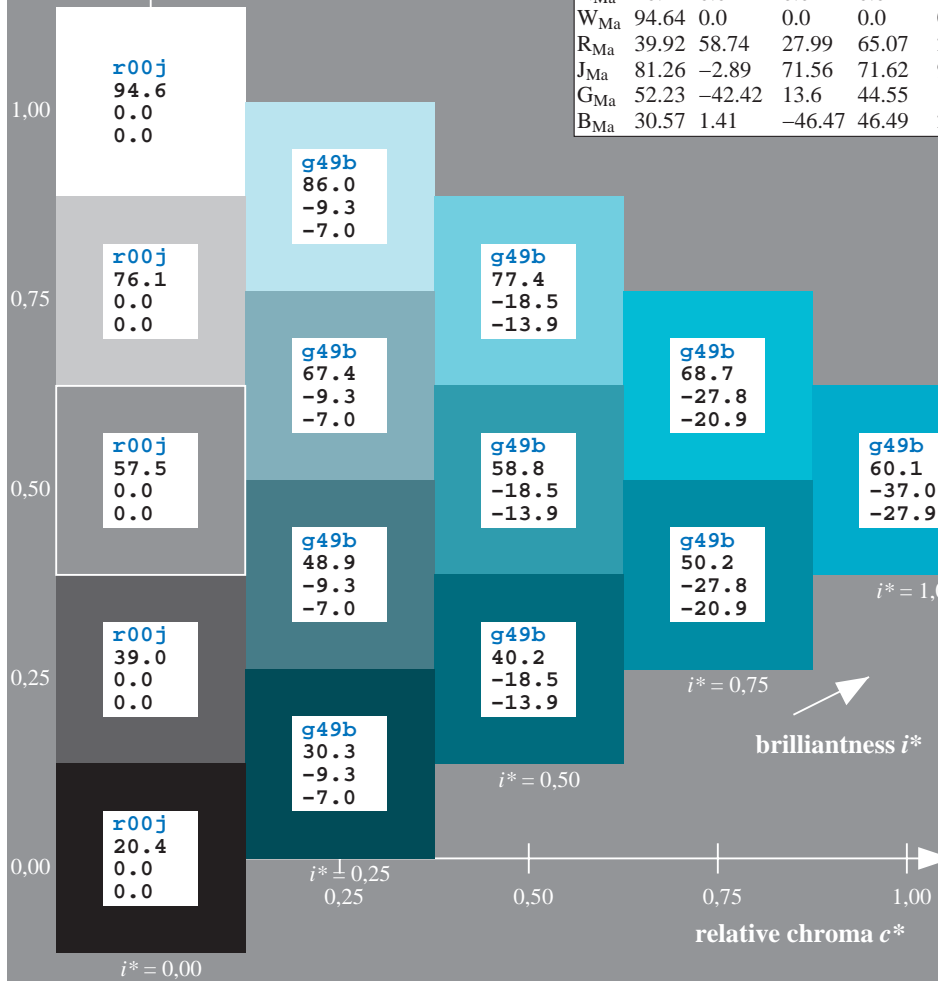 W_Ma 94.64 0.0 0.0 0.0
R_Ma 39.92 58.74 27.99 65.07
J_Ma 81.26 −2.89 71.56 71.62
G_Ma 52.23 −42.42 13.6 44.55
B_Ma 30.57 1.41 −46.47 46.49
1,00
0,75
0,50
0,25
0,00
r00j
94.6
0.0
0.0
r00j
76.1
0.0
0.0
r00j
57.5
0.0
0.0
r00j
39.0
0.0
0.0
r00j
20.4
0.0
0.0
i* = 0,00
g49b
86.0
−9.3
−7.0
g49b
67.4
−9.3
−7.0
g49b
48.9
−9.3
−7.0
g49b
30.3
−9.3
−7.0
i* = 0,25
g49b
77.4
−18.5
−13.9
g49b
58.8
−18.5
−13.9
g49b
40.2
−18.5
−13.9
i* = 0,50
g49b
68.7
−27.8
−20.9
g49b
50.2
−27.8
−20.9
i* = 0,75
g49b
60.1
−37.0
−27.9
i* = 1,0
brilliantness i*
0,25 0,50 0,75 1,00
relative chroma c*